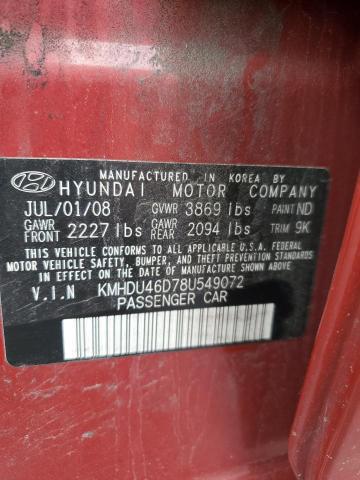 MANUFACTURED IN KOREA BY
HYUNDAI MOTOR COMPANY
JUL/01/08 GVWR 3869 lbs PAINT ND
GAWR FRONT 2227 lbs GAWR REAR 2094 lbs TRIM 9K
THIS VEHICLE CONFORMS TO ALL APPLICABLE U.S.A. FEDERAL
MOTOR VEHICLE SAFETY, BUMPER, AND THEFT PREVENTION
STANDARDS IN EFFECT ON THE DATE OF MANUFACTURE SHOWN ABOVE.
V.I.N KMHDU46D78U549072
PASSENGER CAR